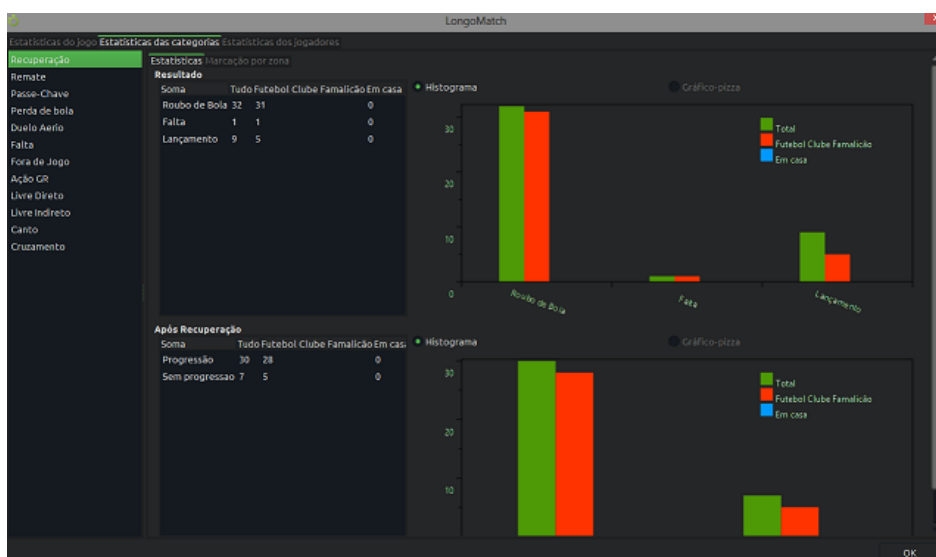 LongoMatch
Estatísticas do jogo Estatísticas das categorias Estatísticas dos jogadores
Recuperação
Remate
Passe-Chave
Perda de bola
Duelo Aerio
Falta
Fora de Jogo
Ação GR
Livre Direto
Livre Indireto
Canto
Cruzamento
Estatísticas Marcação por zona
Resultado
Soma Tudo Futebol Clube Famalicão Em casa
Roubo de Bola 32 31 0
Falta 1 1 0
Lançamento 9 5 0
Histograma Gráfico-pizza
30
20
10
0
Total
Futebol Clube Famalicão
Em casa
Roubo de Bola Falta Lançamento
Após Recuperação
Soma Tudo Futebol Clube Famalicão Em cas
Progressão 30 28 0
Sem progressao 7 5 0
Histograma Gráfico-pizza
30
20
10
Total
Futebol Clube Famalicão
Em casa
OK